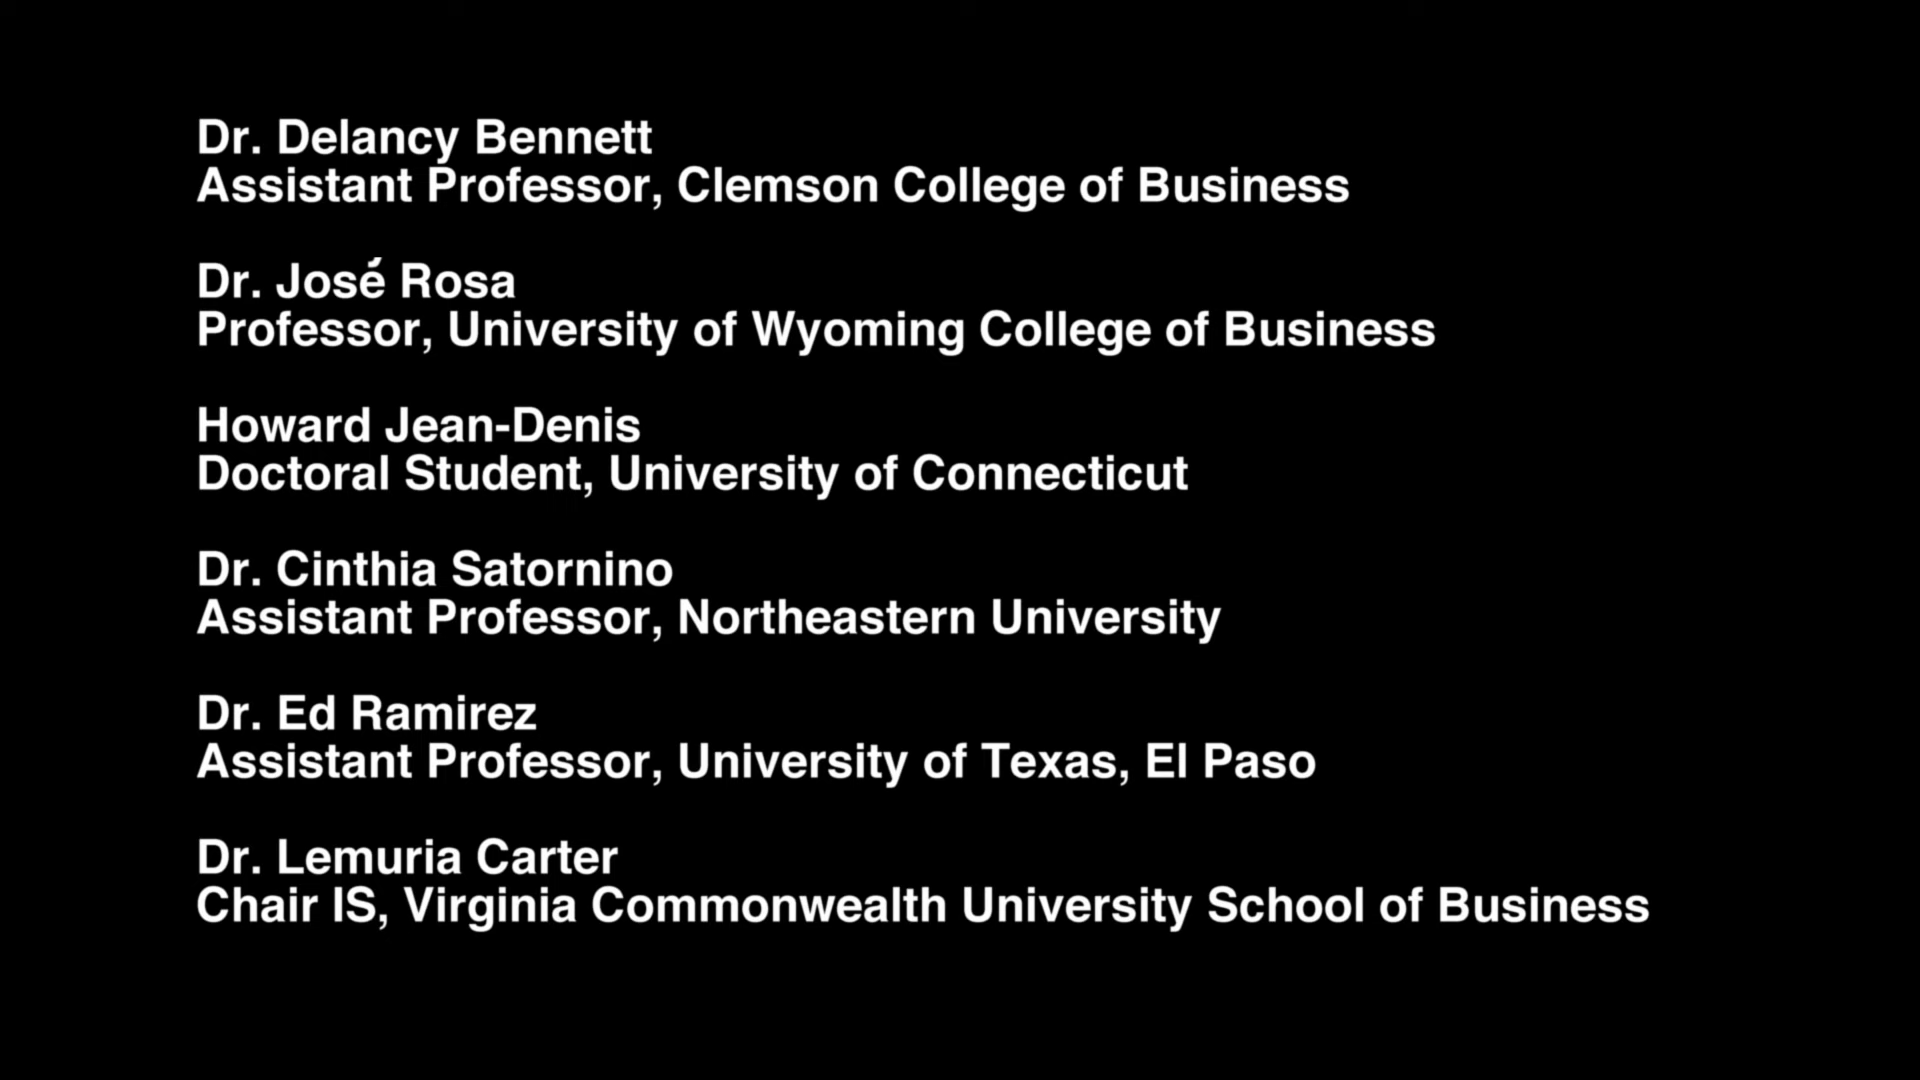 Dr. Delancy Bennett
Assistant Professor, Clemson College of Business
Dr. José Rosa
Professor, University of Wyoming College of Business
Howard Jean-Denis
Doctoral Student, University of Connecticut
Dr. Cinthia Satornino
Assistant Professor, Northeastern University
Dr. Ed Ramirez
Assistant Professor, University of Texas, El Paso
Dr. Lemuria Carter
Chair IS, Virginia Commonwealth University School of Business